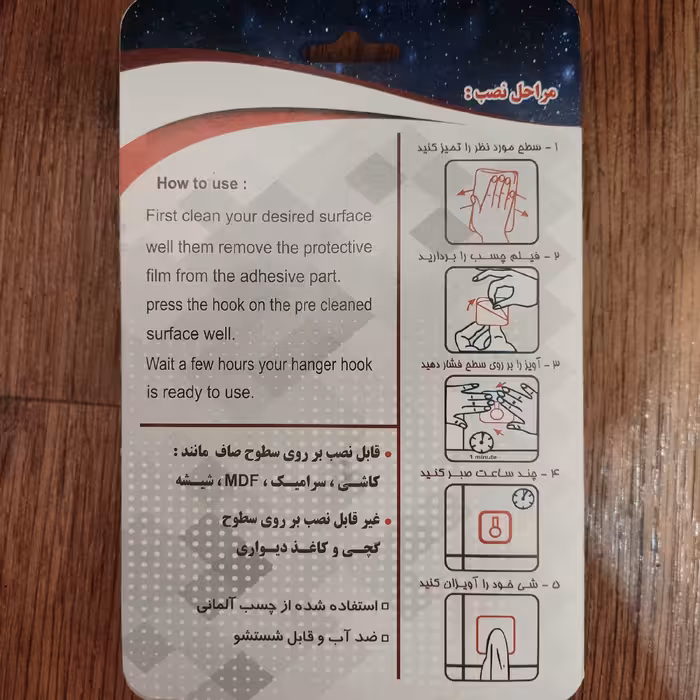 مراحل نصب :
۱ - سطح مورد نظر را تمیز کنید
۲ - فیلم چسب را بردارید
۳ - آویز را بر روی سطح فشار دهید
1 minute
۴ - چند ساعت صبر کنید
۵ - شی خود را آویزان کنید
How to use :
First clean your desired surface
well them remove the protective
film from the adhesive part.
press the hook on the pre cleaned
surface well.
Wait a few hours your hanger hook
is ready to use.
• قابل نصب بر روی سطوح صاف مانند :
کاشی ، سرامیک ، MDF ، شیشه
• غیر قابل نصب بر روی سطوح
گچی و کاغذ دیواری
▫ استفاده شده از چسب آلمانی
▫ ضد آب و قابل شستشو